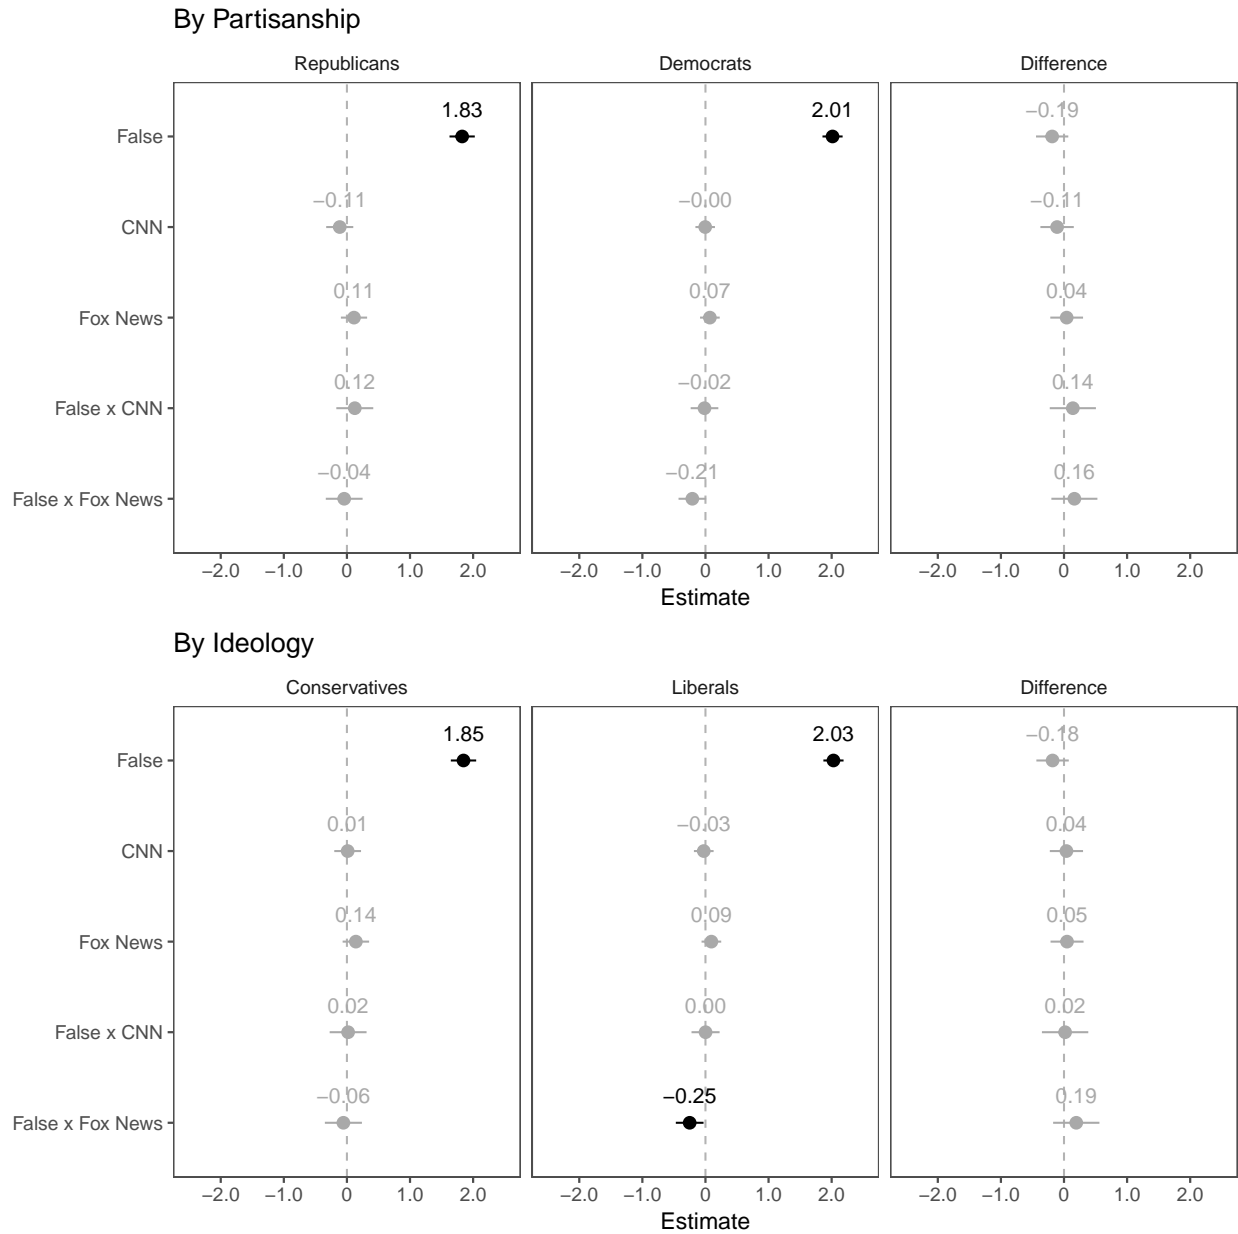 By Partisanship
Republicans Democrats Difference
1.83 2.01 −0.19
False
−0.11 −0.00 −0.11
CNN
0.11 0.07 0.04
Fox News
0.12 −0.02 0.14
False x CNN
−0.04 −0.21 0.16
False x Fox News
−2.0 −1.0 0 1.0 2.0 −2.0 −1.0 0 1.0 2.0 −2.0 −1.0 0 1.0 2.0
Estimate
By Ideology
Conservatives Liberals Difference
1.85 2.03 −0.18
False
0.01 −0.03 0.04
CNN
0.14 0.09 0.05
Fox News
0.02 0.00 0.02
False x CNN
−0.06 −0.25 0.19
False x Fox News
−2.0 −1.0 0 1.0 2.0 −2.0 −1.0 0 1.0 2.0 −2.0 −1.0 0 1.0 2.0
Estimate